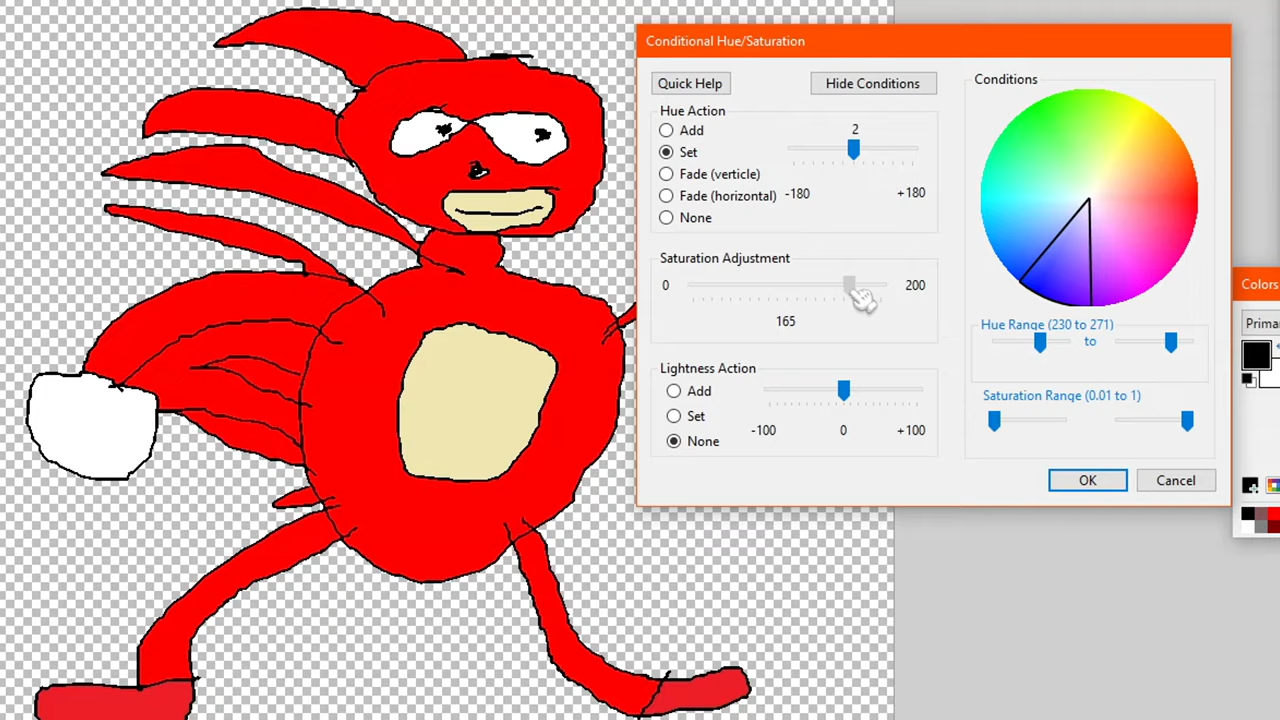 Conditional Hue/Saturation
Quick Help
Hide Conditions
Hue Action
Add
Set
Fade (verticle)
Fade (horizontal)
None
2
-180
+180
Saturation Adjustment
0
200
165
Lightness Action
Add
Set
None
-100
0
+100
Conditions
Hue Range (230 to 271)
to
Saturation Range (0.01 to 1)
OK
Cancel
Colors
Prima